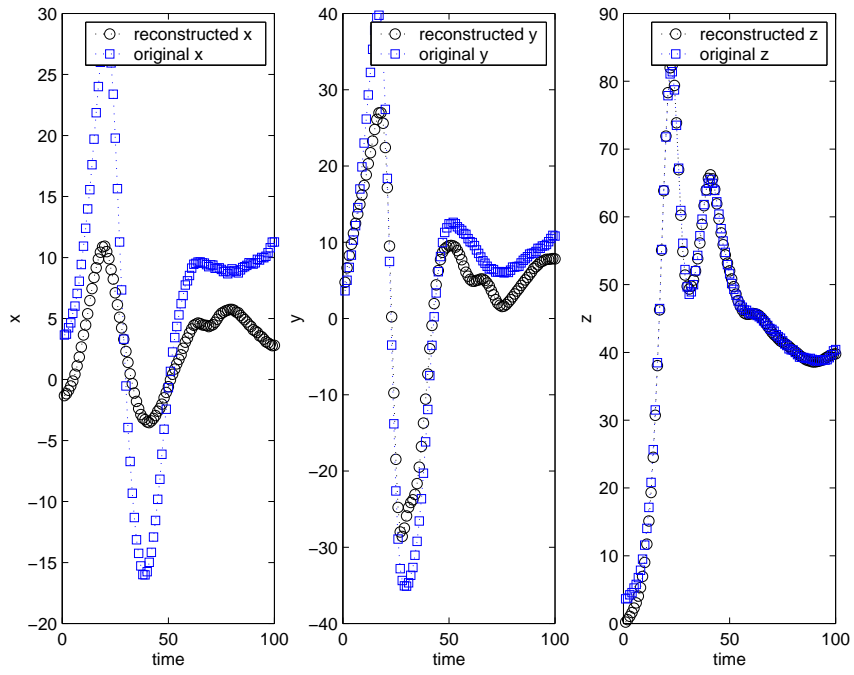 30
25
20
15
10
5
0
−5
−10
−15
−20
x
0 50 100
time
reconstructed x
original x
40
30
20
10
0
−10
−20
−30
−40
y
0 50 100
time
reconstructed y
original y
90
80
70
60
50
40
30
20
10
0
z
0 50 100
time
reconstructed z
original z